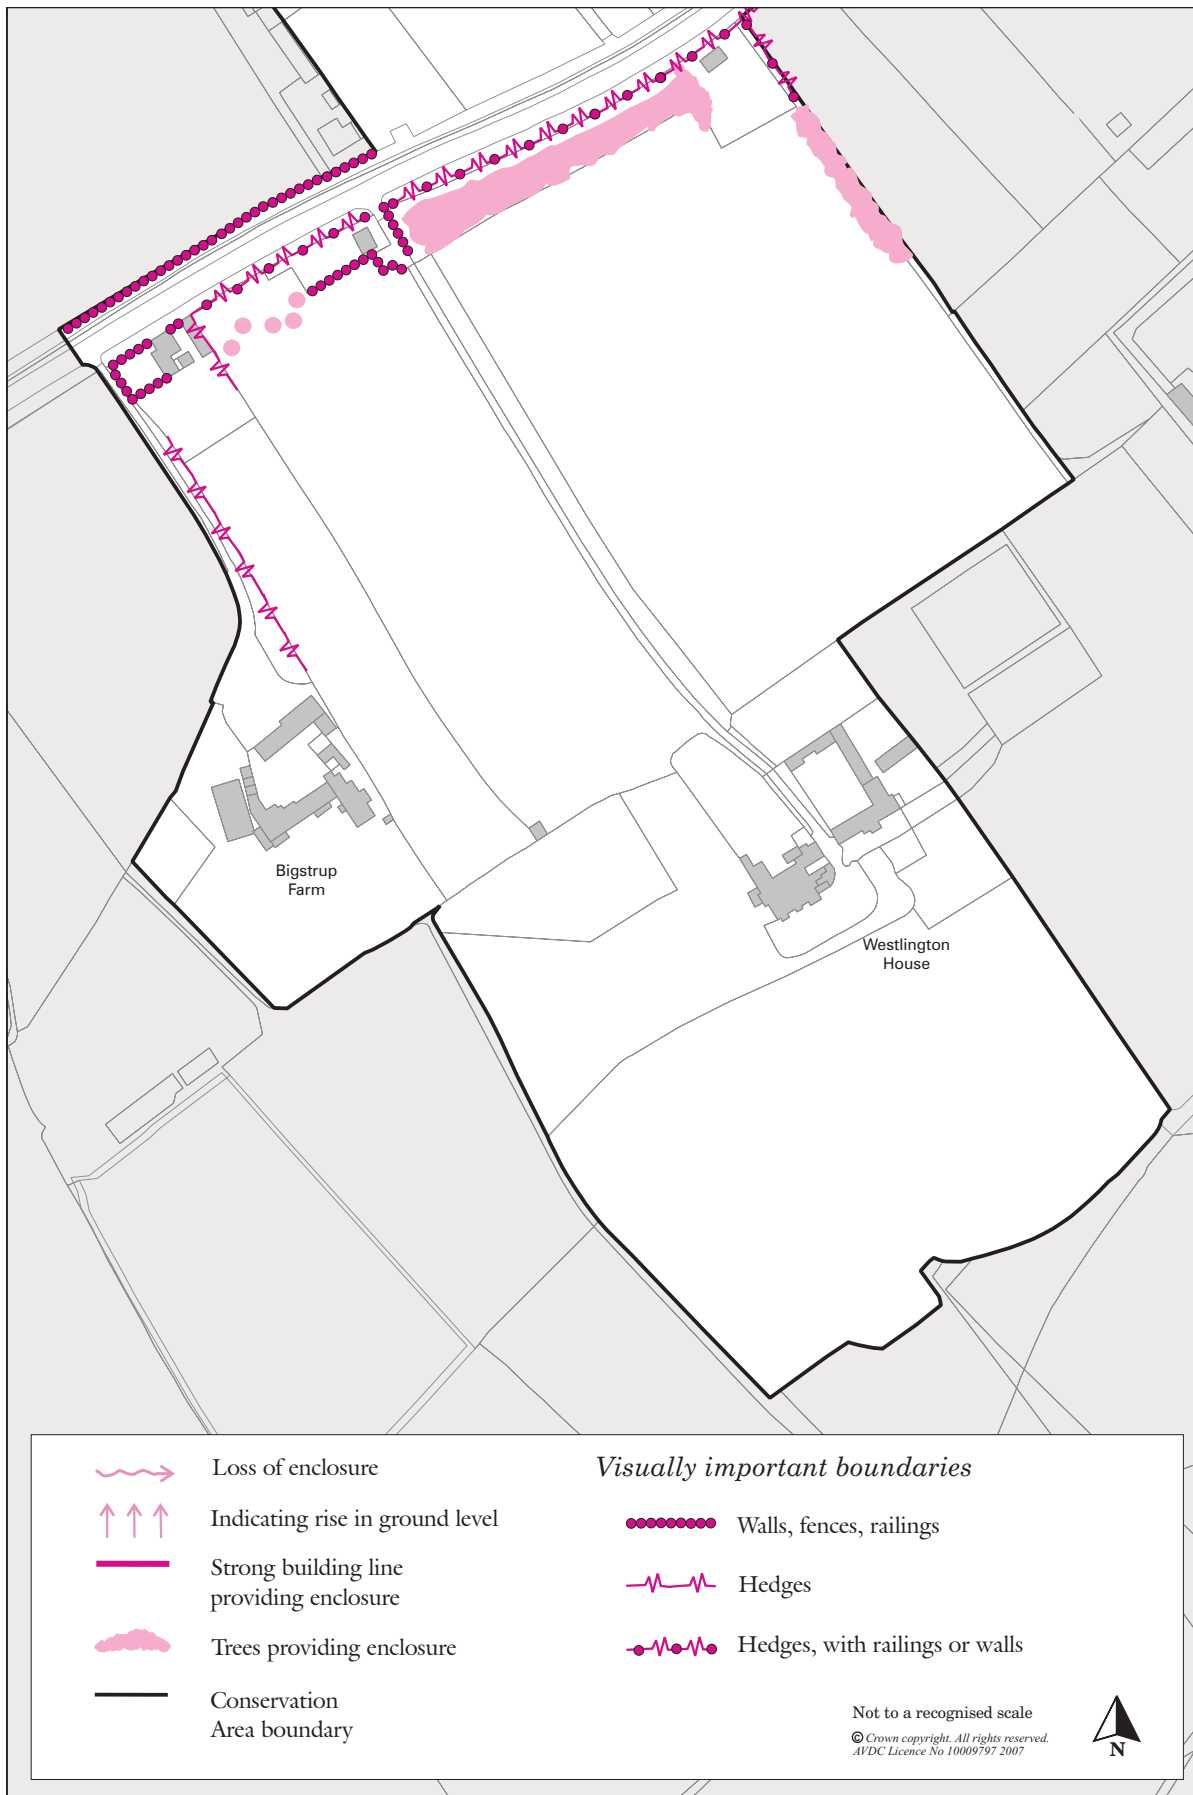 Bigstrup
Farm
Westlington
House
Loss of enclosure
Indicating rise in ground level
Strong building line
providing enclosure
Trees providing enclosure
Conservation
Area boundary
Visually important boundaries
Walls, fences, railings
Hedges
Hedges, with railings or walls
Not to a recognised scale
© Crown copyright. All rights reserved.
AVDC Licence No 10009797 2007
N